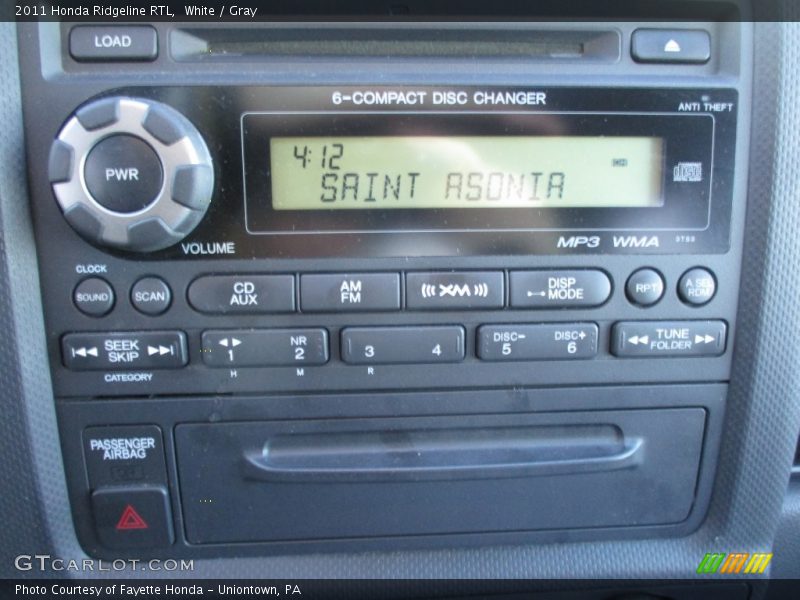 2011 Honda Ridgeline RTL,  White / Gray
LOAD
6-COMPACT DISC CHANGER
ANTI THEFT
4:12
SAINT ASONIA
PWR
VOLUME
MP3 WMA
CLOCK
SOUND
SCAN
CD AUX
AM FM
((( XM )))
DISP MODE
RPT
A.SEL RDM
SEEK SKIP
CATEGORY
1
NR 2
3
4
DISC- 5
DISC+ 6
TUNE FOLDER
H
M
R
PASSENGER AIRBAG
GTCARLOT.COM
Photo Courtesy of Fayette Honda - Uniontown, PA